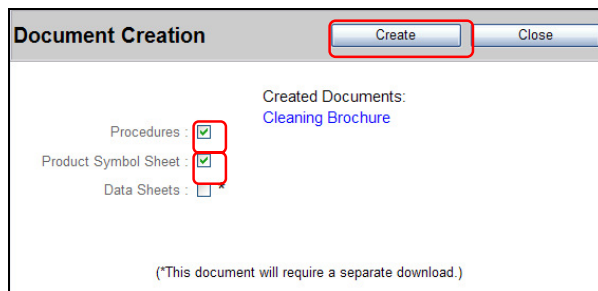 Document Creation Create Close
Created Documents:
Cleaning Brochure
Procedures :
Product Symbol Sheet :
Data Sheets : *
(*This document will require a separate download.)